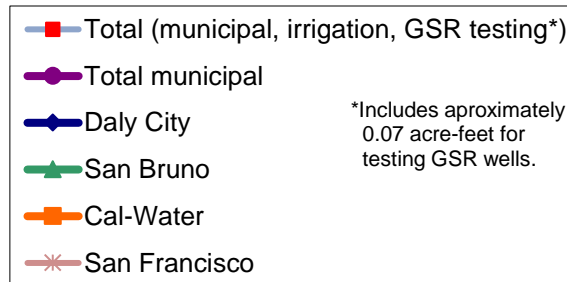 Total (municipal, irrigation, GSR testing*)
Total municipal
Daly City
San Bruno
Cal-Water
San Francisco
*Includes aproximately
0.07 acre-feet for
testing GSR wells.